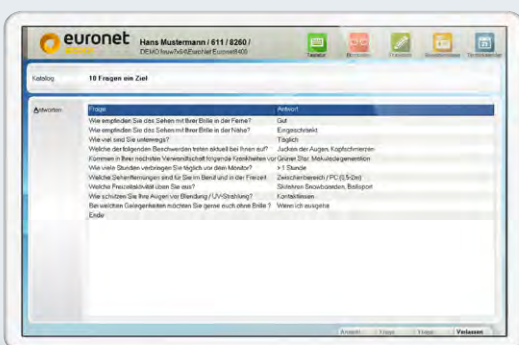 euronet
Hans Mustermann / 611 / 8260 /
Katalog 10 Fragen ein Ziel
Antworten Frage Antwort
Wie empfinden Sie das Sehen mit Ihrer Brille in der Ferne? Gut
Wie empfinden Sie das Sehen mit Ihrer Brille in der Nähe? Eingeschränkt
Wie viel sind Sie unterwegs? Täglich
Welche der folgenden Beschwerden treten aktuell bei Ihnen auf? Jucken der Augen, Kopfschmerzen
Kommen in Ihrer nächsten Verwandtschaft folgende Krankheiten vor Grüner Star, Makuladegeneration
Wie viele Stunden verbringen Sie täglich vor dem Monitor? > 1 Stunde
Welche Sehentfernungen sind für Sie im Beruf und in der Freizeit Zwischenbereich / PC (0,5-2m)
Welche Freizeitaktivität üben Sie aus? Skifahren Snowboarden, Ballsport
Wie schützen Sie Ihre Augen vor Blendung / UV-Strahlung? Kontaktlinsen
Bei welchen Gelegenheiten möchten Sie gerne auch ohne Brille ? Wenn ich ausgehe
Ende
Verlassen